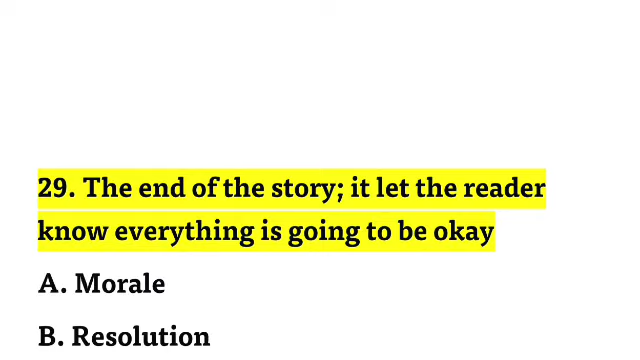 29. The end of the story; it let the reader
know everything is going to be okay
A. Morale
B. Resolution